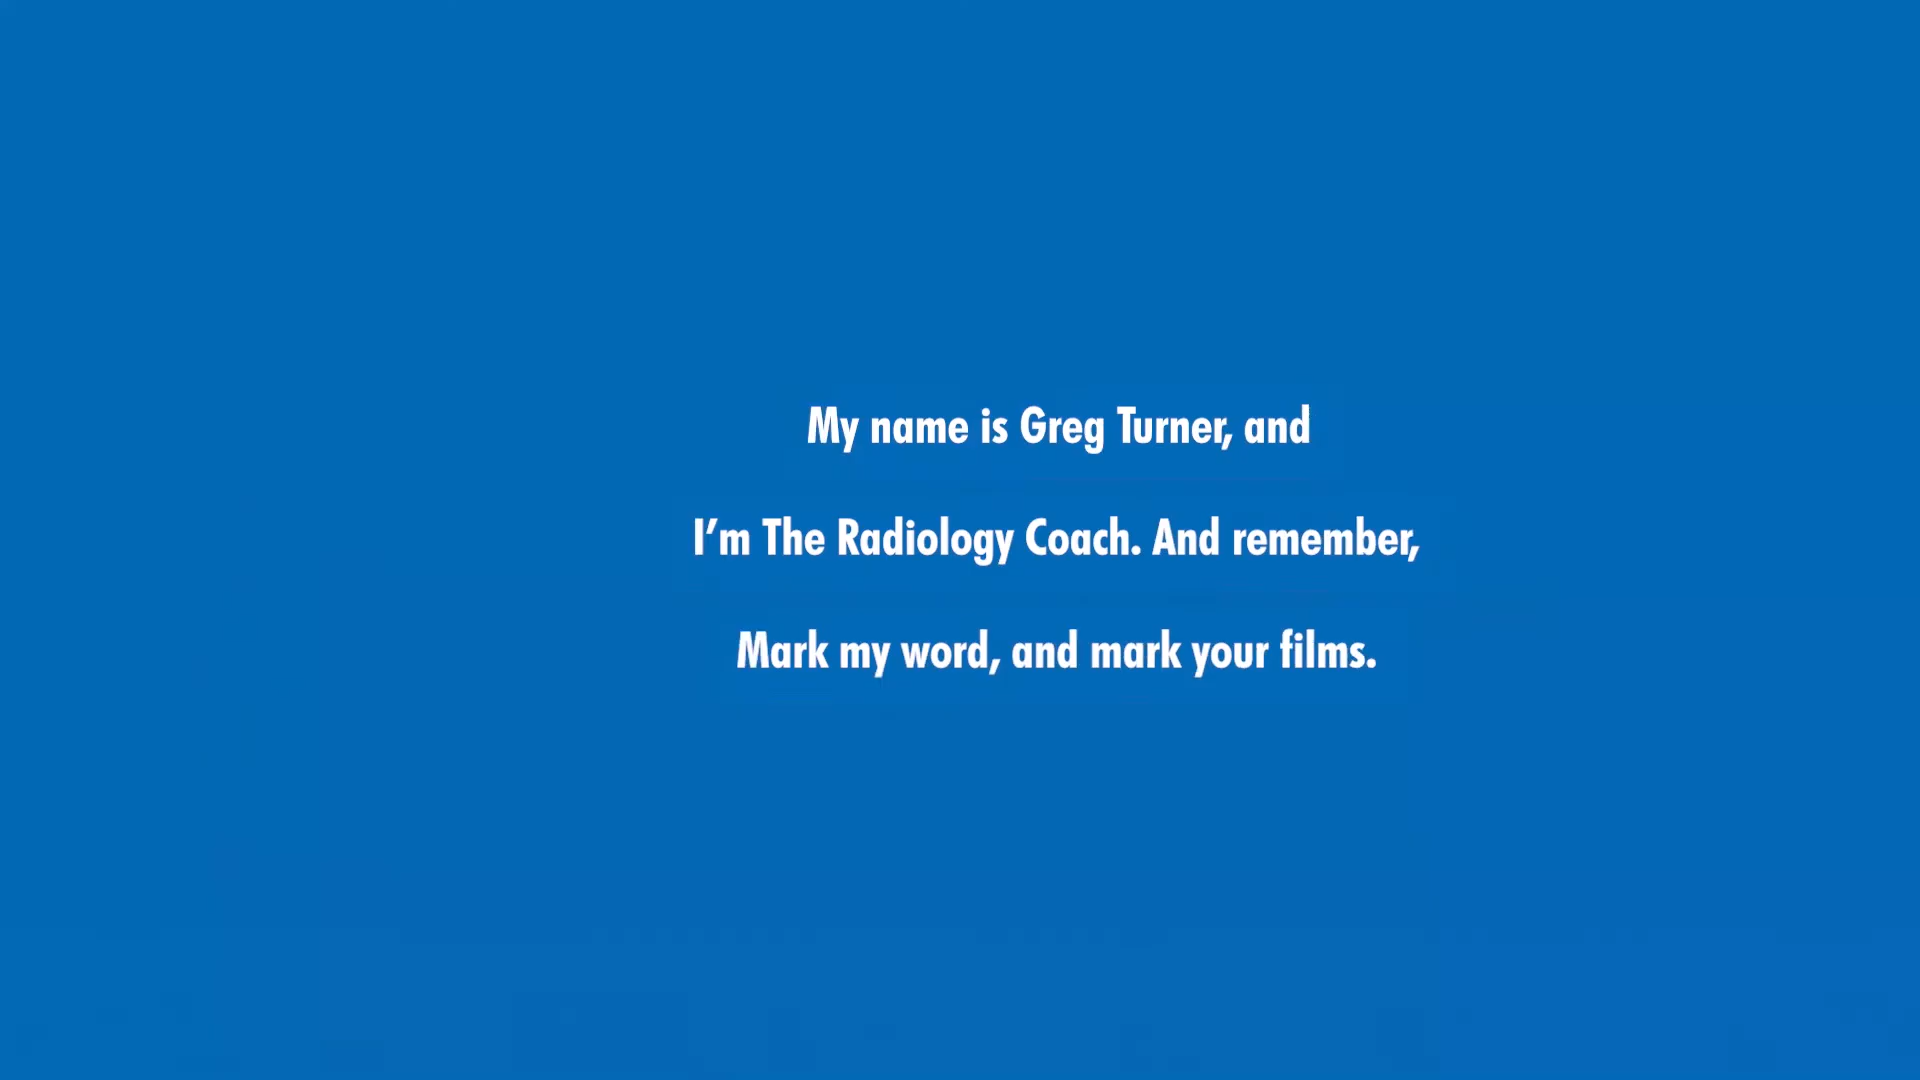 My name is Greg Turner, and
I’m The Radiology Coach. And remember,
Mark my word, and mark your films.